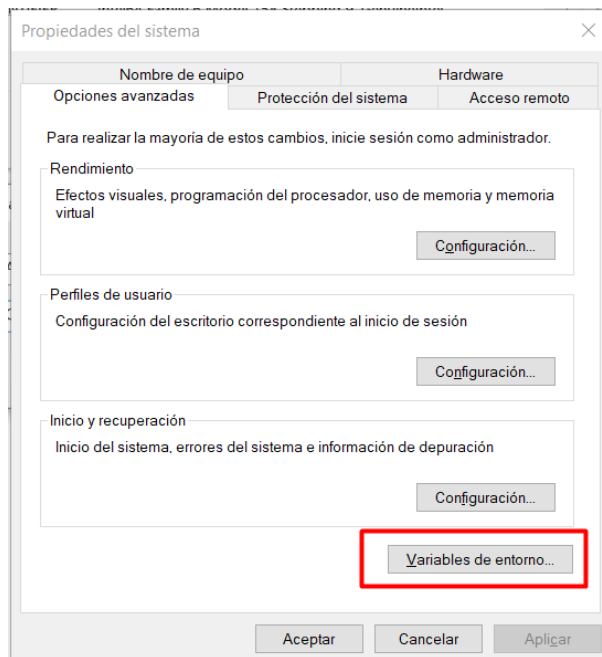 Propiedades del sistema
Nombre de equipo
Hardware
Opciones avanzadas
Protección del sistema
Acceso remoto
Para realizar la mayoría de estos cambios, inicie sesión como administrador.
Rendimiento
Efectos visuales, programación del procesador, uso de memoria y memoria
virtual
Configuración...
Perfiles de usuario
Configuración del escritorio correspondiente al inicio de sesión
Configuración...
Inicio y recuperación
Inicio del sistema, errores del sistema e información de depuración
Configuración...
Variables de entorno...
Aceptar
Cancelar
Aplicar